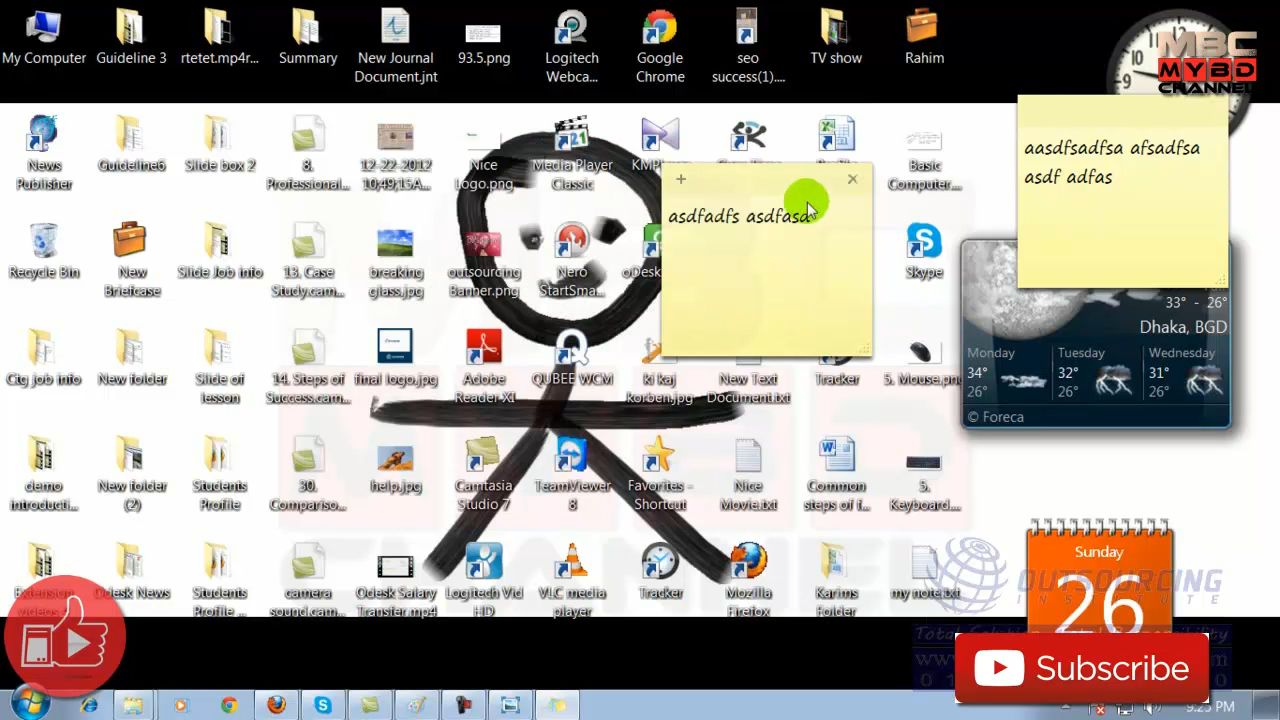 My Computer
Guideline 3
rtetet.mp4r...
Summary
New Journal
Document.jnt
93.5.png
Logitech
Webca...
Google
Chrome
seo
success(1)....
TV show
Rahim
10
9
MBC
MYBD
CHANNEL
News
Publisher
Guideline6
Slide box 2
8.
Professional...
12-22-2012
10;49;15A...
Nice
Logo.png
21
Media Player
Classic
Basic
Computer....
+
asdfadfs asdfasd
aasdfsadfsa afsadfsa
asdf adfas
Recycle Bin
New
Briefcase
Slilde Job info
13. Case
Study.cam...
breaking
glass.jpg
outsourcing
Banner.png
Nero
StartSma...
Skype
33° - 26°
Dhaka, BGD
Monday
34°
26°
Tuesday
32°
26°
Wednesday
31°
26°
© Foreca
Ctg job info
New folder
Slide of
lesson
14. Steps of
Success.cam...
final logo.jpg
Adobe
Reader XI
QUBEE WCM
ki kaj
korben.jpg
New Text
Document.txt
Tracker
5. Mouse.png
demo
introducti...
New folder
(2)
Students
Profile
30.
Compariso...
help.jpg
Camtasia
Studio 7
TeamViewer
8
Favorites -
Shortcut
Nice
Movie.txt
Common
steps of f...
5.
Keyboard....
Odesk News
Students
Profile ...
camera
sound.cam...
Odesk Salary
Transfer.mp4
Logitech Vid
HD
VLC media
player
Tracker
Mozilla
Firefox
Karims
Folder
my note.txt
Sunday
26
OUTSOURCING
INSTITUTE
Subscribe
9:25 PM